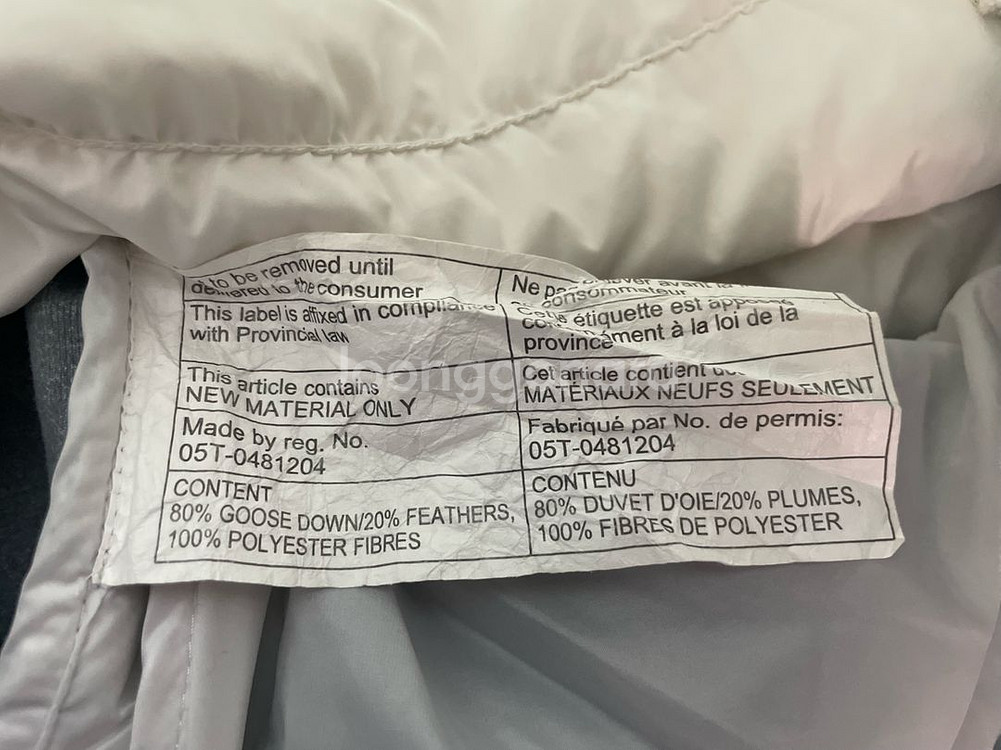 to be removed until
delivered to the consumer
This label is affixed in compliance
with Provincial law
This article contains
NEW MATERIAL ONLY
Made by reg. No.
05T-0481204
CONTENT
80% GOOSE DOWN/20% FEATHERS,
100% POLYESTER FIBRES
Ne pas avant
consommateur
Cette étiquette est apposée
conformément à la loi de la
province
Cet article contient
MATÉRIAUX NEUFS SEULEMENT
Fabriqué par No. de permis:
05T-0481204
CONTENU
80% DUVET D'OIE/20% PLUMES,
100% FIBRES DE POLYESTER